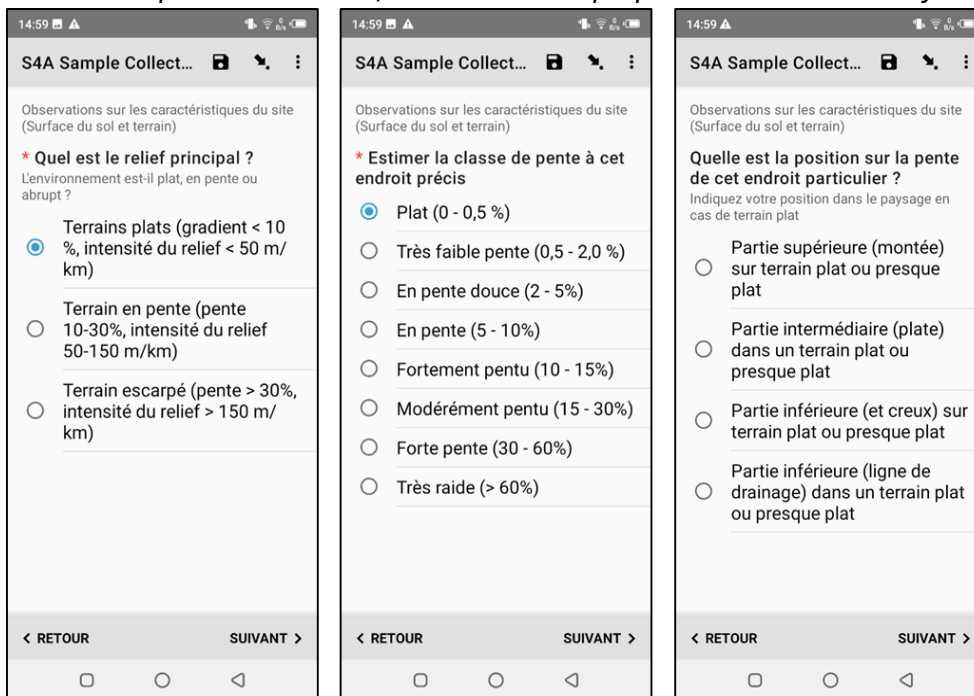 14:59
S4A Sample Collect...
Observations sur les caractéristiques du site
(Surface du sol et terrain)
* Quel est le relief principal ?
L'environnement est-il plat, en pente ou
abrupt ?
Terrains plats (gradient < 10
%, intensité du relief < 50 m/
km)
Terrain en pente (pente
10-30%, intensité du relief
50-150 m/km)
Terrain escarpé (pente > 30%,
intensité du relief > 150 m/
km)
< RETOUR
SUIVANT >
14:59
S4A Sample Collect...
Observations sur les caractéristiques du site
(Surface du sol et terrain)
* Estimer la classe de pente à cet
endroit précis
Plat (0 - 0,5 %)
Très faible pente (0,5 - 2,0 %)
En pente douce (2 - 5%)
En pente (5 - 10%)
Fortement pentu (10 - 15%)
Modérément pentu (15 - 30%)
Forte pente (30 - 60%)
Très raide (> 60%)
< RETOUR
SUIVANT >
14:59
S4A Sample Collect...
Observations sur les caractéristiques du site
(Surface du sol et terrain)
Quelle est la position sur la pente
de cet endroit particulier ?
Indiquez votre position dans le paysage en
cas de terrain plat
Partie supérieure (montée)
sur terrain plat ou presque
plat
Partie intermédiaire (plate)
dans un terrain plat ou
presque plat
Partie inférieure (et creux) sur
terrain plat ou presque plat
Partie inférieure (ligne de
drainage) dans un terrain plat
ou presque plat
< RETOUR
SUIVANT >